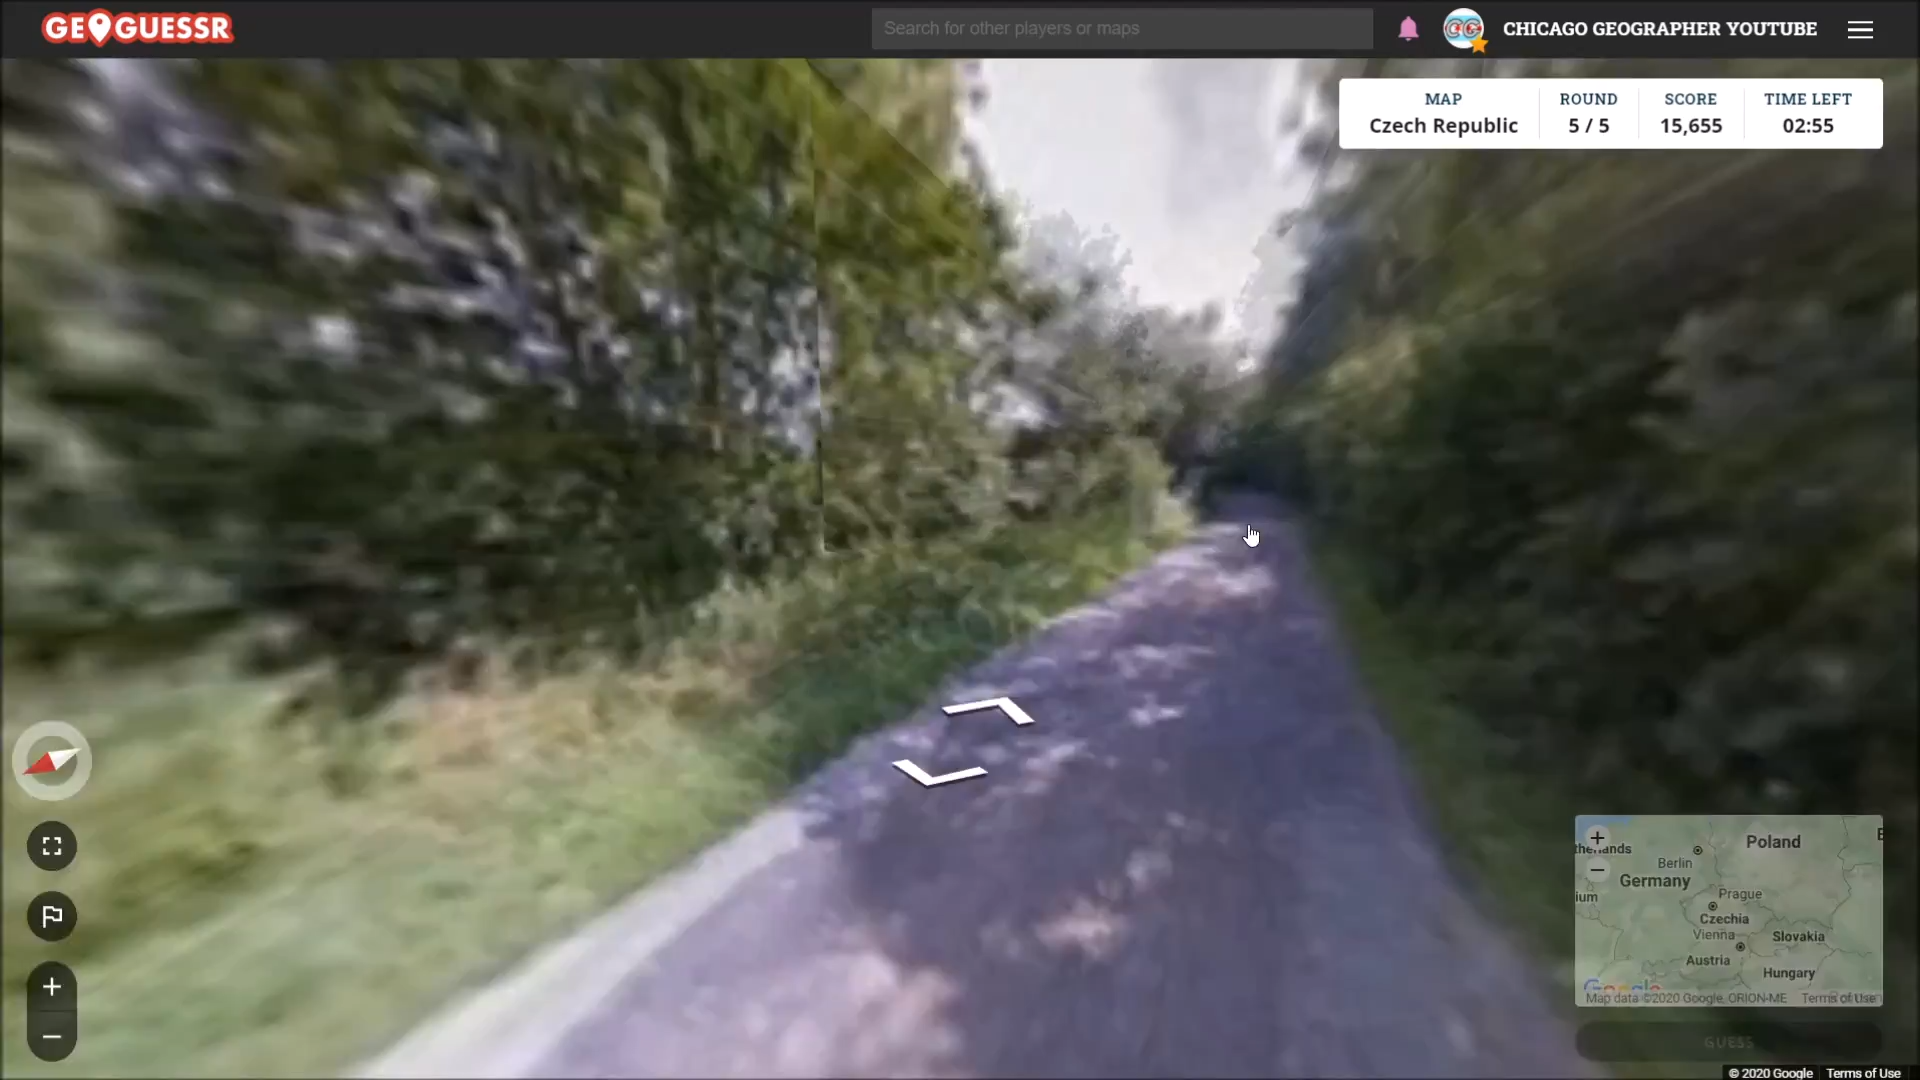 GEOGUESSR
Search for other players or maps
CHICAGO GEOGRAPHER YOUTUBE
MAP
Czech Republic
ROUND
5 / 5
SCORE
15,655
TIME LEFT
02:55
Poland
Berlin
Germany
Prague
Czechia
Vienna
Slovakia
Austria
Hungary
Google
Map data ©2020 Google, ORION-ME
Terms of Use
GUESS
© 2020 Google
Terms of Use